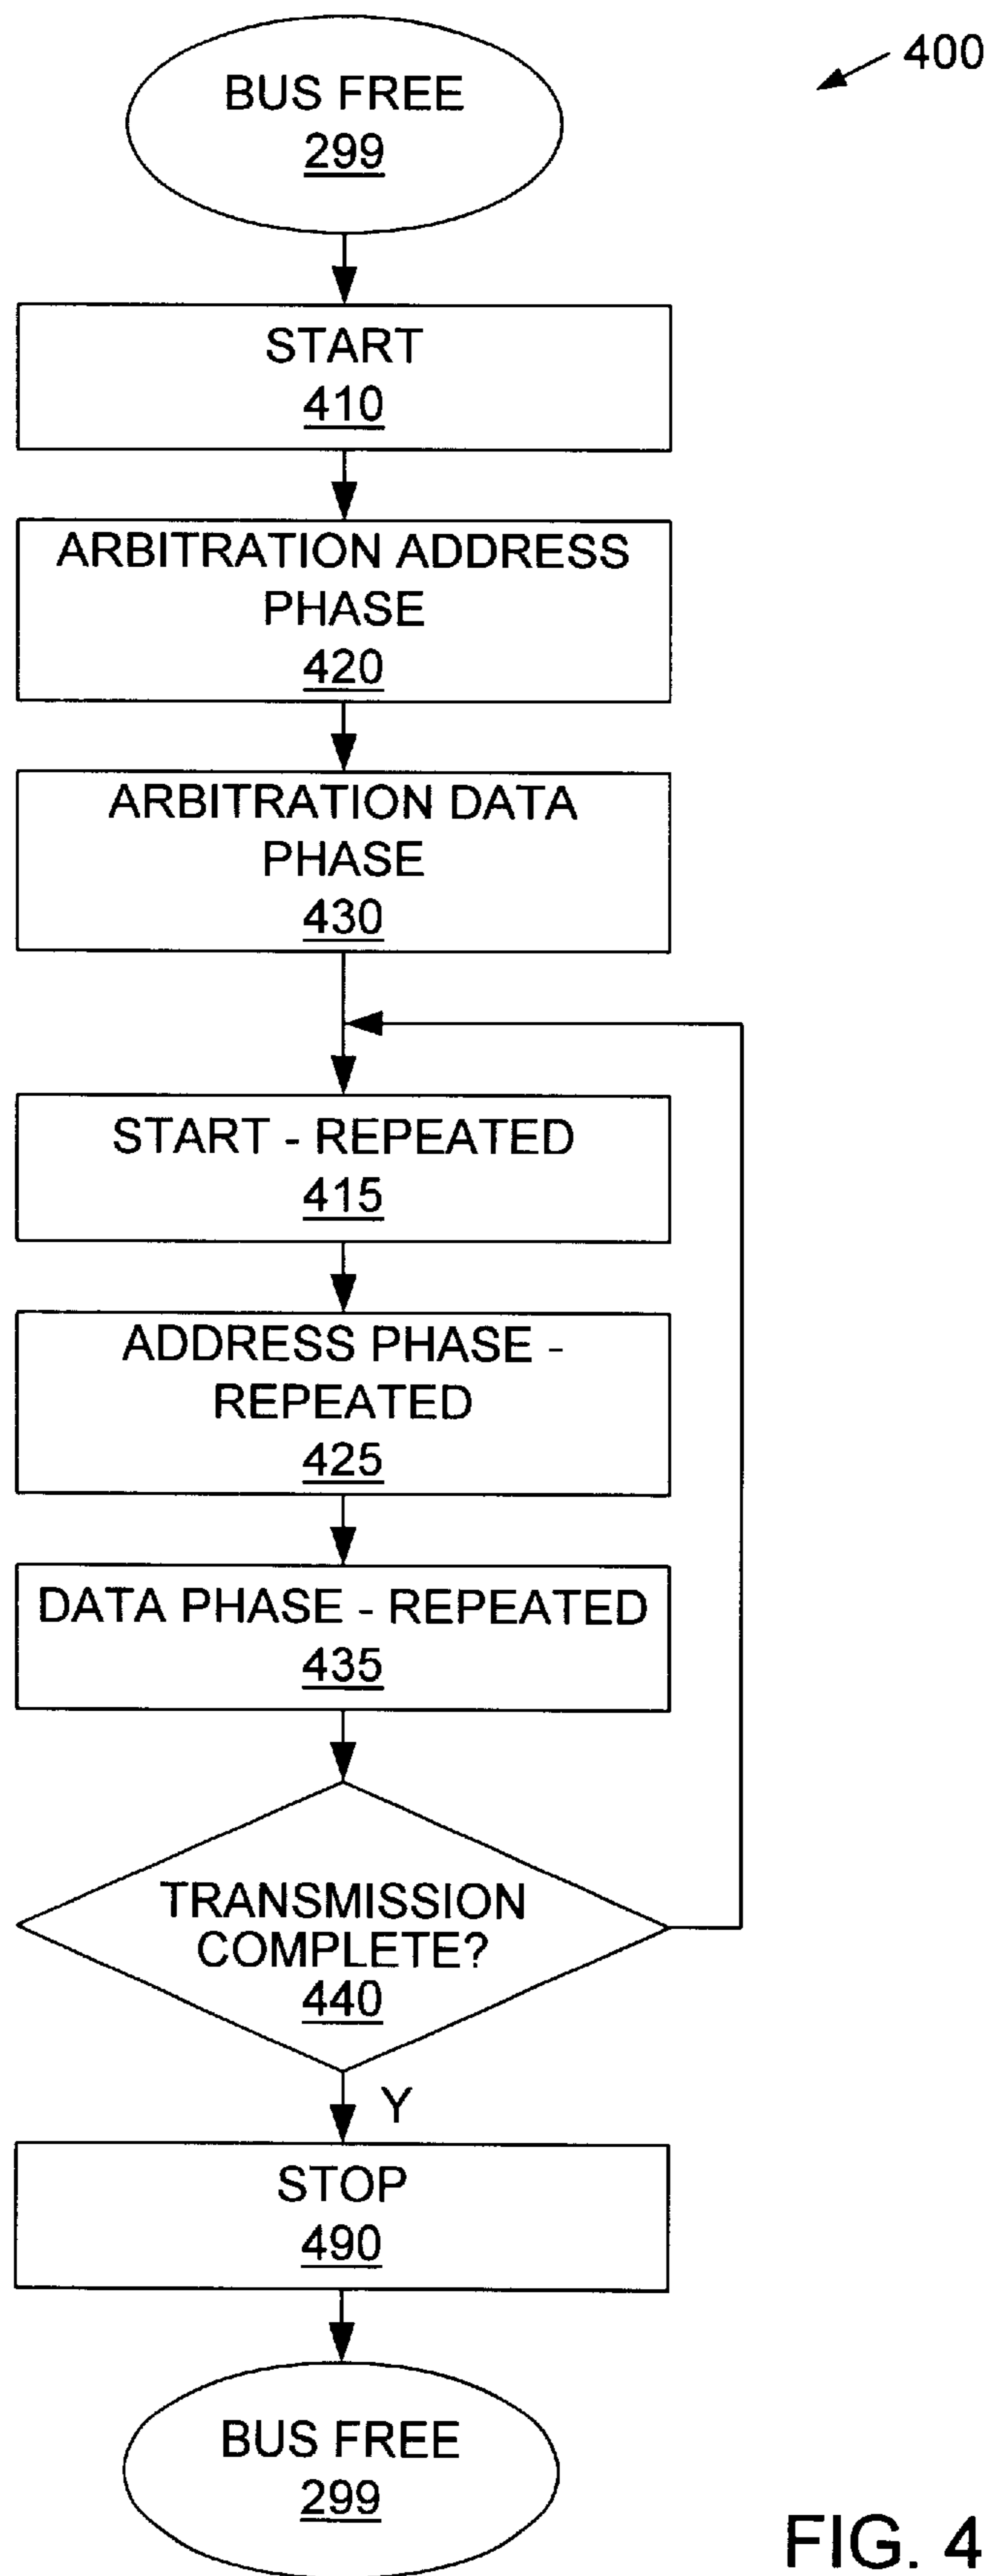 400
BUS FREE
299
START
410
ARBITRATION ADDRESS
PHASE
420
ARBITRATION DATA
PHASE
430
START - REPEATED
415
ADDRESS PHASE -
REPEATED
425
DATA PHASE - REPEATED
435
TRANSMISSION
COMPLETE?
440
Y
STOP
490
BUS FREE
299
FIG. 4